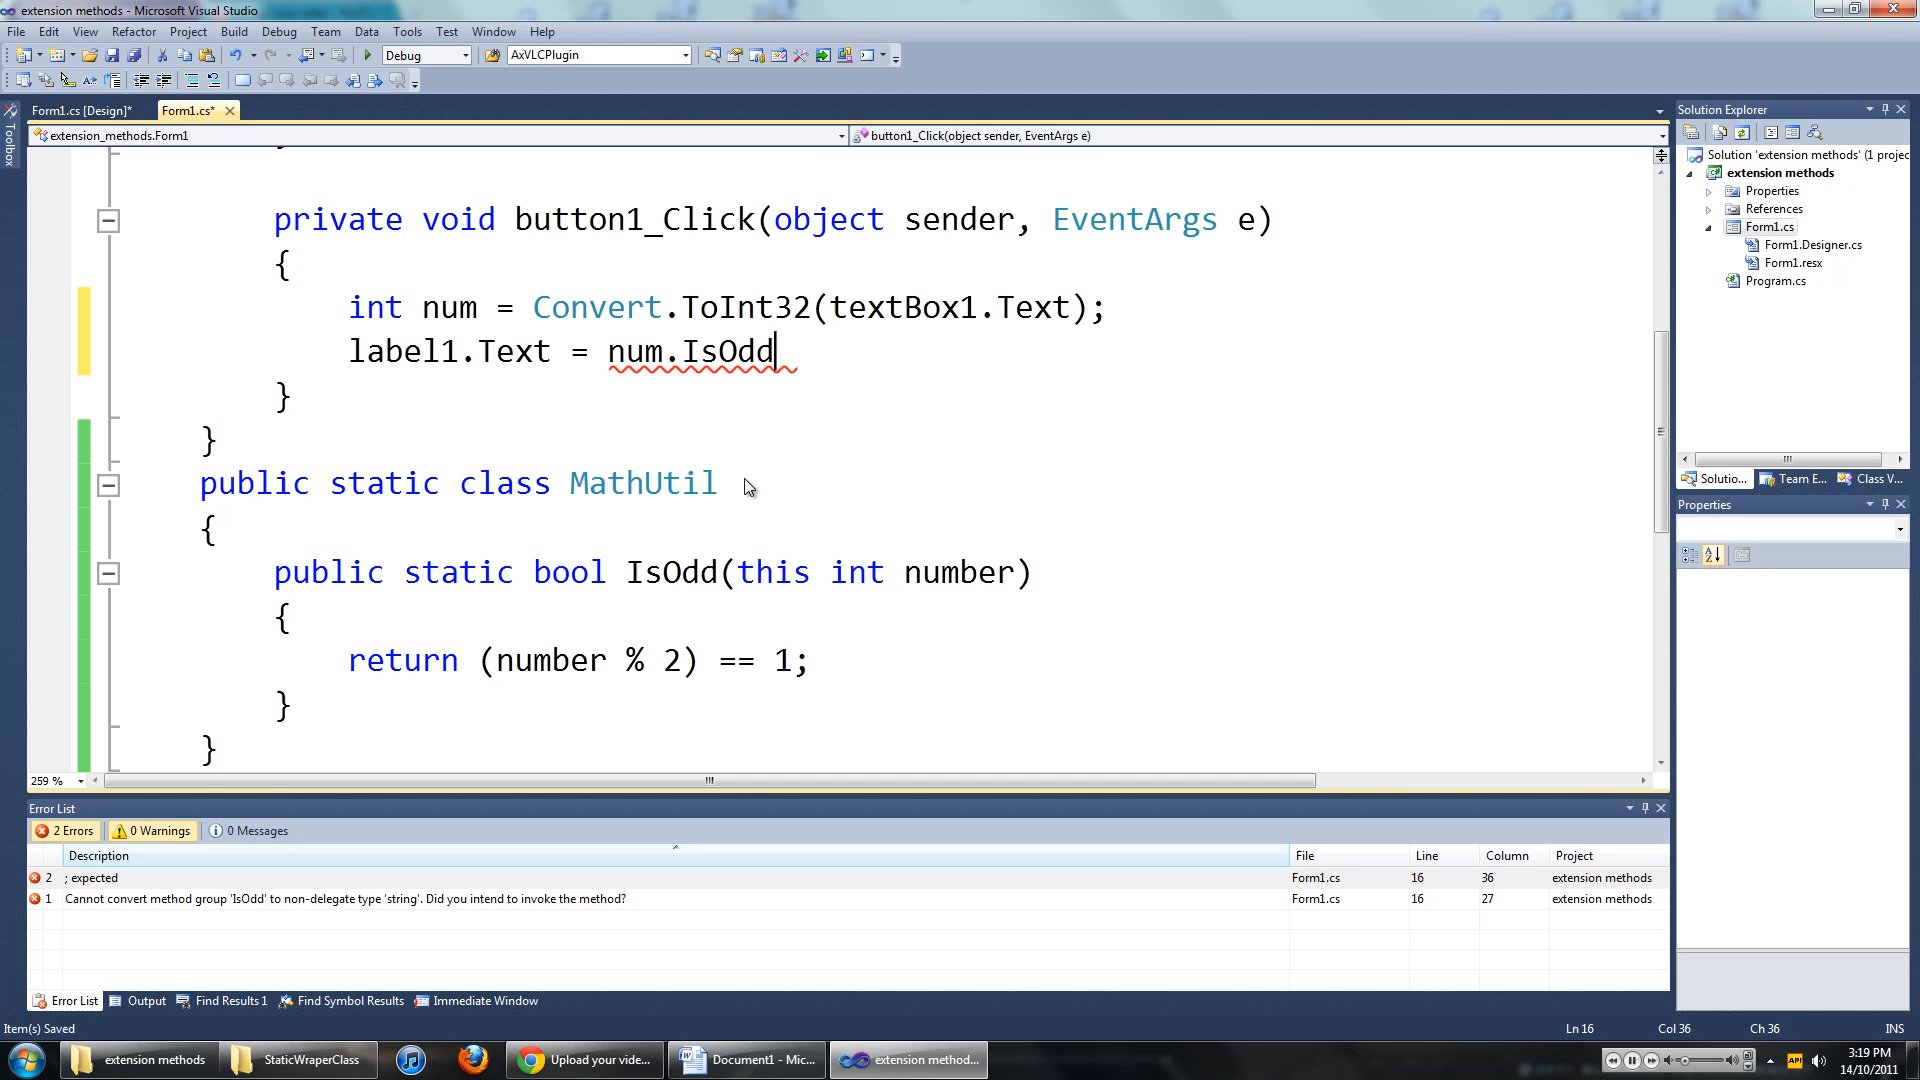 extension methods - Microsoft Visual Studio
File Edit View Refactor Project Build Debug Team Data Tools Test Window Help
Debug AxVLCPlugin
Form1.cs [Design]* Form1.cs*
extension_methods.Form1 button1_Click(object sender, EventArgs e)
Toolbox
private void button1_Click(object sender, EventArgs e)
{
int num = Convert.ToInt32(textBox1.Text);
label1.Text = num.IsOdd
}
}
public static class MathUtil
{
public static bool IsOdd(this int number)
{
return (number % 2) == 1;
}
}
259 %
Solution Explorer
Solution 'extension methods' (1 projec
extension methods
Properties
References
Form1.cs
Form1.Designer.cs
Form1.resx
Program.cs
Solutio... Team E... Class V...
Properties
Error List
2 Errors 0 Warnings 0 Messages
Description File Line Column Project
2 ; expected Form1.cs 16 36 extension methods
1 Cannot convert method group 'IsOdd' to non-delegate type 'string'. Did you intend to invoke the method? Form1.cs 16 27 extension methods
Error List Output Find Results 1 Find Symbol Results Immediate Window
Item(s) Saved Ln 16 Col 36 Ch 36 INS
extension methods StaticWraperClass Upload your vide... Document1 - Mic... extension method...
3:19 PM
14/10/2011